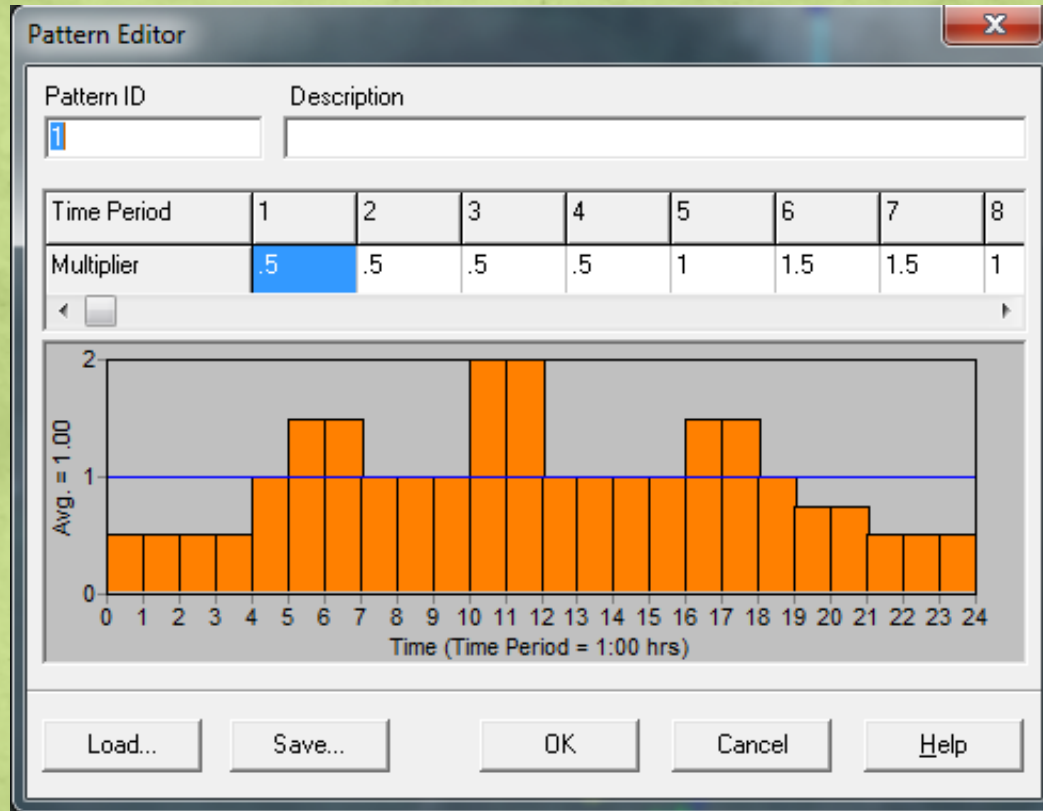 Pattern Editor
Pattern ID Description
1
Time Period 1 2 3 4 5 6 7 8
Multiplier .5 .5 .5 .5 1 1.5 1.5 1
2
1
0
Avg. = 1.00
0 1 2 3 4 5 6 7 8 9 10 11 12 13 14 15 16 17 18 19 20 21 22 23 24
Time (Time Period = 1:00 hrs)
Load... Save... OK Cancel Help